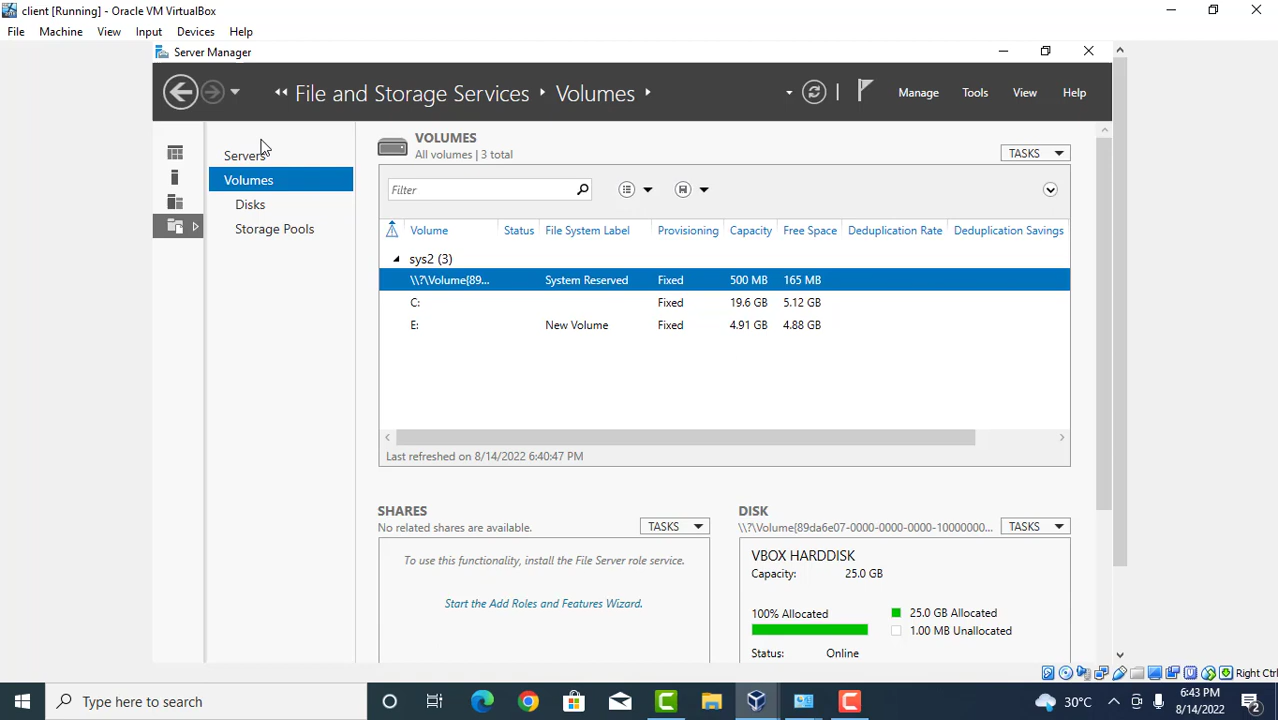 client [Running] - Oracle VM VirtualBox
File Machine View Input Devices Help
Server Manager
File and Storage Services Volumes
Manage Tools View Help
Servers
Volumes
Disks
Storage Pools
VOLUMES
All volumes | 3 total
TASKS
Filter
Volume Status File System Label Provisioning Capacity Free Space Deduplication Rate Deduplication Savings
sys2 (3)
\\?\Volume{89... System Reserved Fixed 500 MB 165 MB
C: Fixed 19.6 GB 5.12 GB
E: New Volume Fixed 4.91 GB 4.88 GB
Last refreshed on 8/14/2022 6:40:47 PM
SHARES
No related shares are available.
TASKS
To use this functionality, install the File Server role service.
Start the Add Roles and Features Wizard.
DISK
\\?\Volume{89da6e07-0000-0000-0000-10000000...
TASKS
VBOX HARDDISK
Capacity: 25.0 GB
100% Allocated
25.0 GB Allocated
1.00 MB Unallocated
Status: Online
Right Ctrl
Type here to search
30°C
6:43 PM
8/14/2022
2